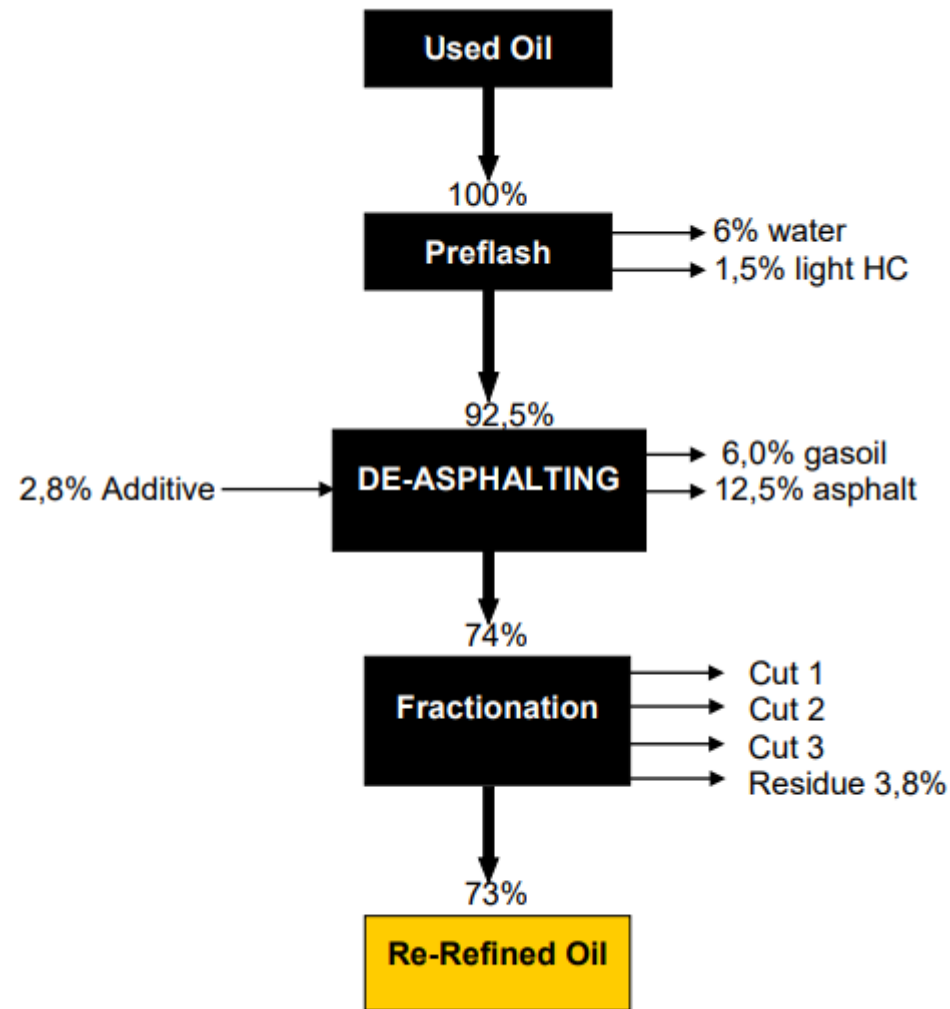 Used Oil
100%
Preflash
6% water
1,5% light HC
92,5%
2,8% Additive
DE-ASPHALTING
6,0% gasoil
12,5% asphalt
74%
Fractionation
Cut 1
Cut 2
Cut 3
Residue 3,8%
73%
Re-Refined Oil